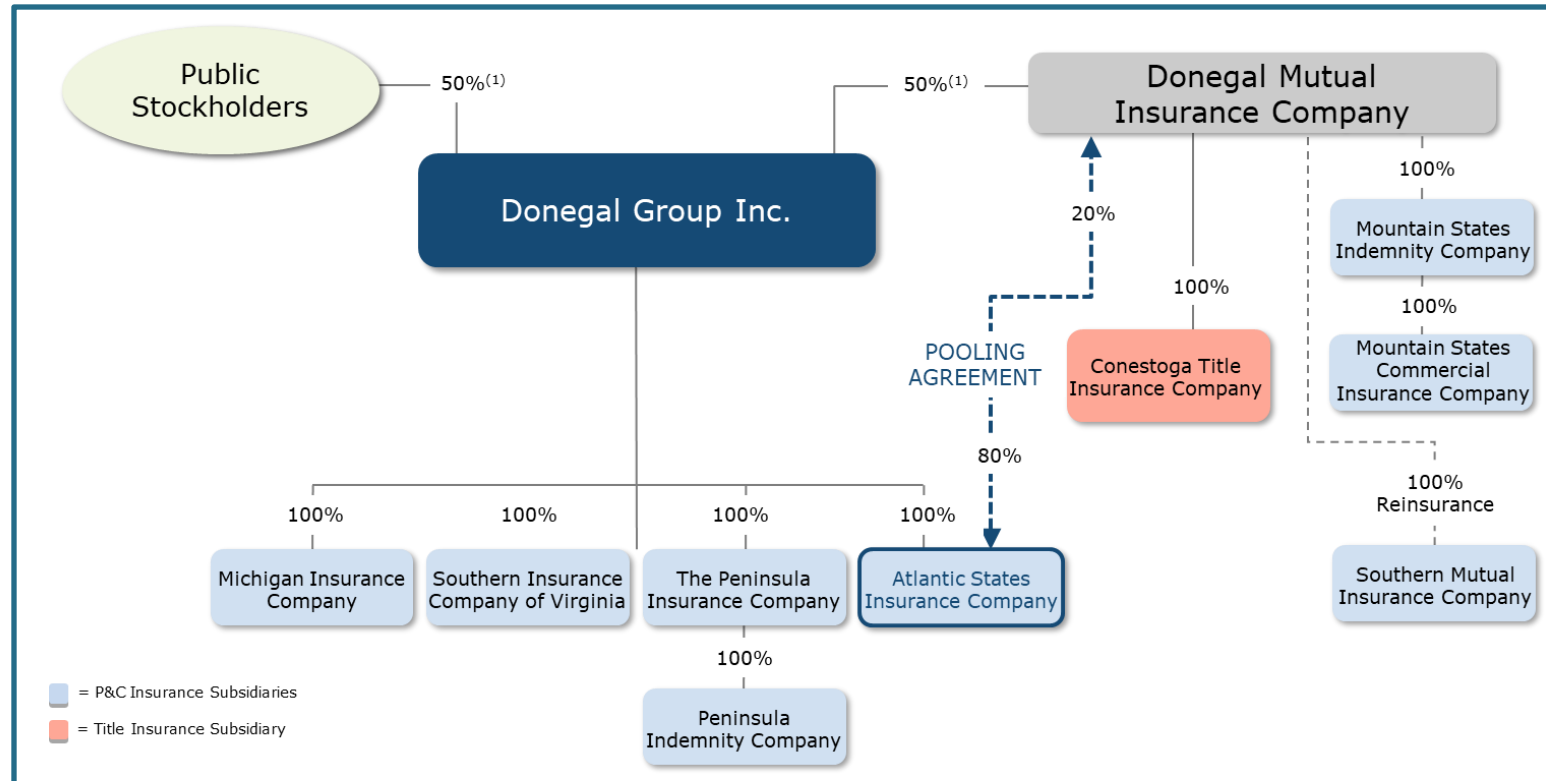 Public
Stockholders
50%(1)
50%(1)
Donegal Mutual
Insurance Company
Donegal Group Inc.
20%
100%
100%
Mountain States
Indemnity Company
100%
Mountain States
Commercial
Insurance Company
POOLING
AGREEMENT
Conestoga Title
Insurance Company
80%
100%
Reinsurance
Southern Mutual
Insurance Company
100%
100%
100%
100%
Michigan Insurance
Company
Southern Insurance
Company of Virginia
The Peninsula
Insurance Company
Atlantic States
Insurance Company
100%
Peninsula
Indemnity Company
= P&C Insurance Subsidiaries
= Title Insurance Subsidiary